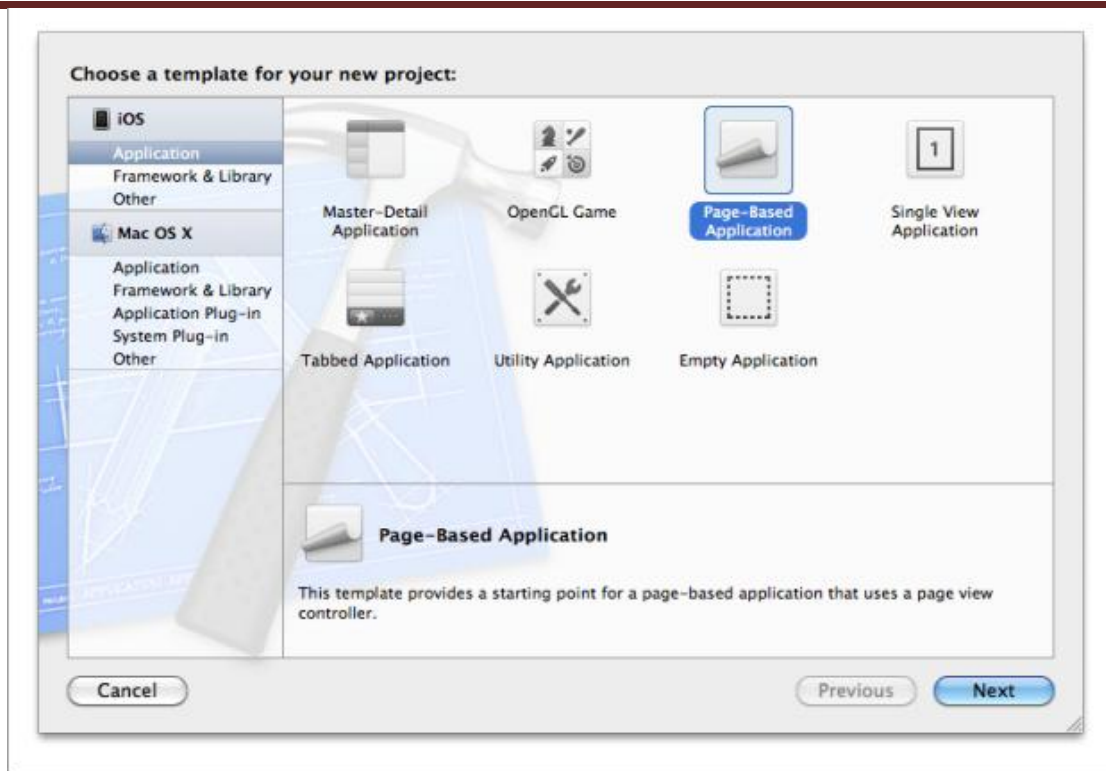 Choose a template for your new project:
iOS
Application
Framework & Library
Other
Mac OS X
Application
Framework & Library
Application Plug-in
System Plug-in
Other
Master-Detail
Application
OpenGL Game
Page-Based
Application
1
Single View
Application
Tabbed Application
Utility Application
Empty Application
Page-Based Application
This template provides a starting point for a page-based application that uses a page view
controller.
Cancel
Previous
Next